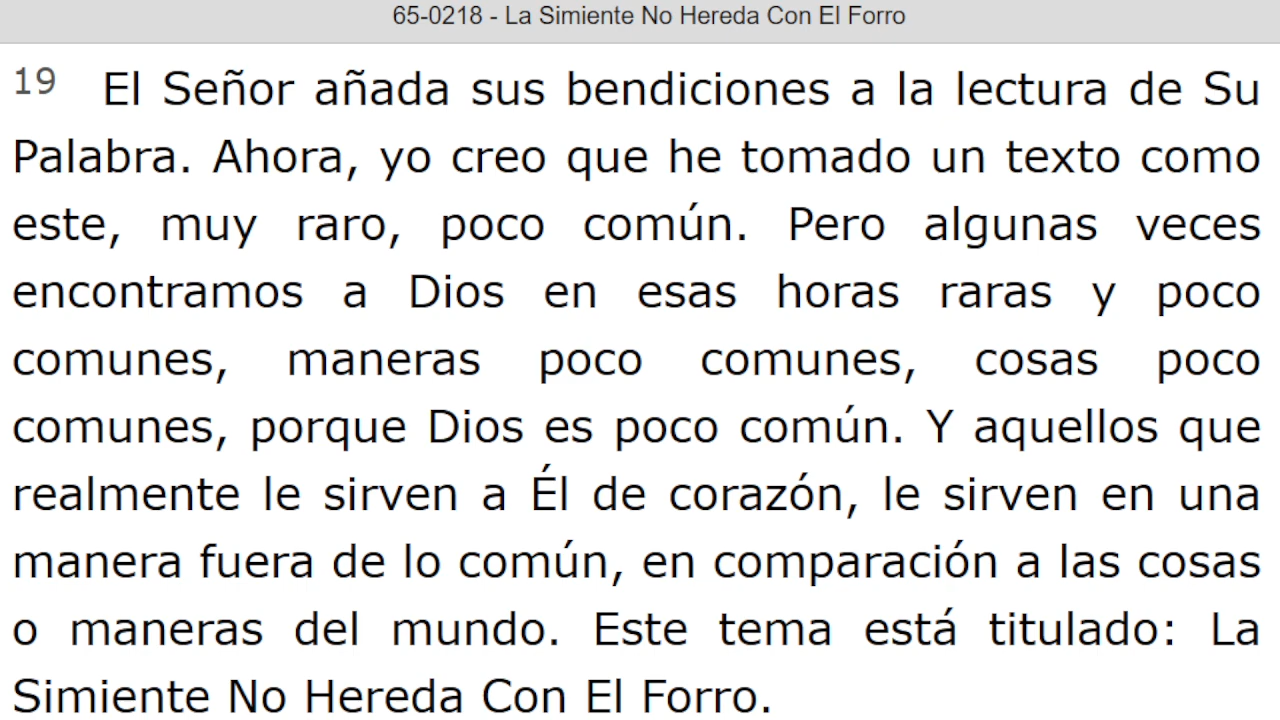 65-0218 - La Simiente No Hereda Con El Forro
19 El Señor añada sus bendiciones a la lectura de Su
Palabra. Ahora, yo creo que he tomado un texto como
este, muy raro, poco común. Pero algunas veces
encontramos a Dios en esas horas raras y poco
comunes, maneras poco comunes, cosas poco
comunes, porque Dios es poco común. Y aquellos que
realmente le sirven a Él de corazón, le sirven en una
manera fuera de lo común, en comparación a las cosas
o maneras del mundo. Este tema está titulado: La
Simiente No Hereda Con El Forro.